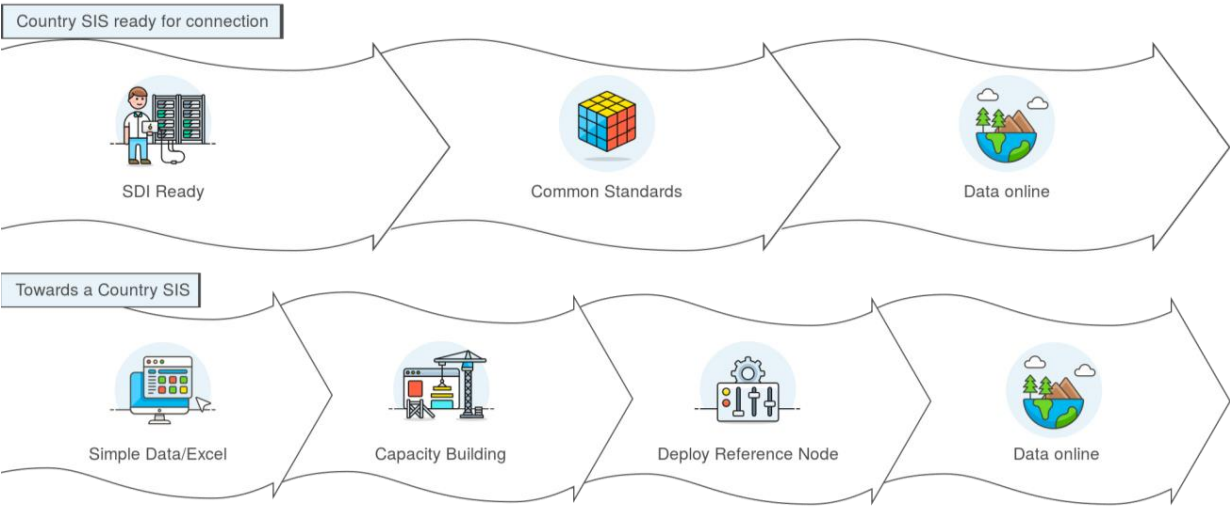 Country SIS ready for connection
SDI Ready
Common Standards
Data online
Towards a Country SIS
Simple Data/Excel
Capacity Building
Deploy Reference Node
Data online